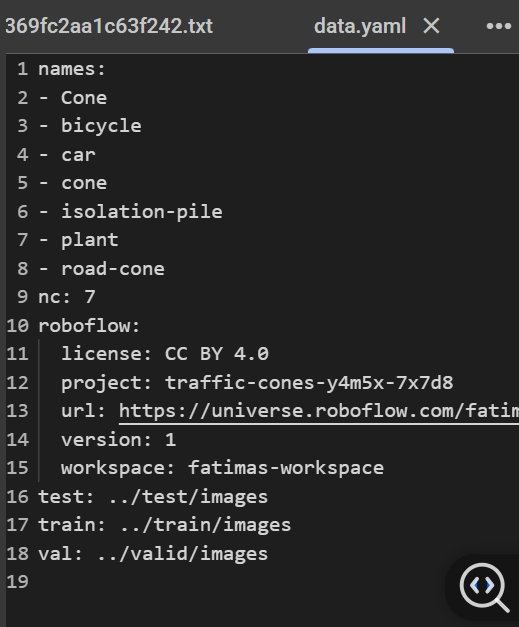 369fc2aa1c63f242.txt data.yaml
1 names:
2 - Cone
3 - bicycle
4 - car
5 - cone
6 - isolation-pile
7 - plant
8 - road-cone
9 nc: 7
10 roboflow:
11 license: CC BY 4.0
12 project: traffic-cones-y4m5x-7x7d8
13 url: https://universe.roboflow.com/fatim
14 version: 1
15 workspace: fatimas-workspace
16 test: ../test/images
17 train: ../train/images
18 val: ../valid/images
19